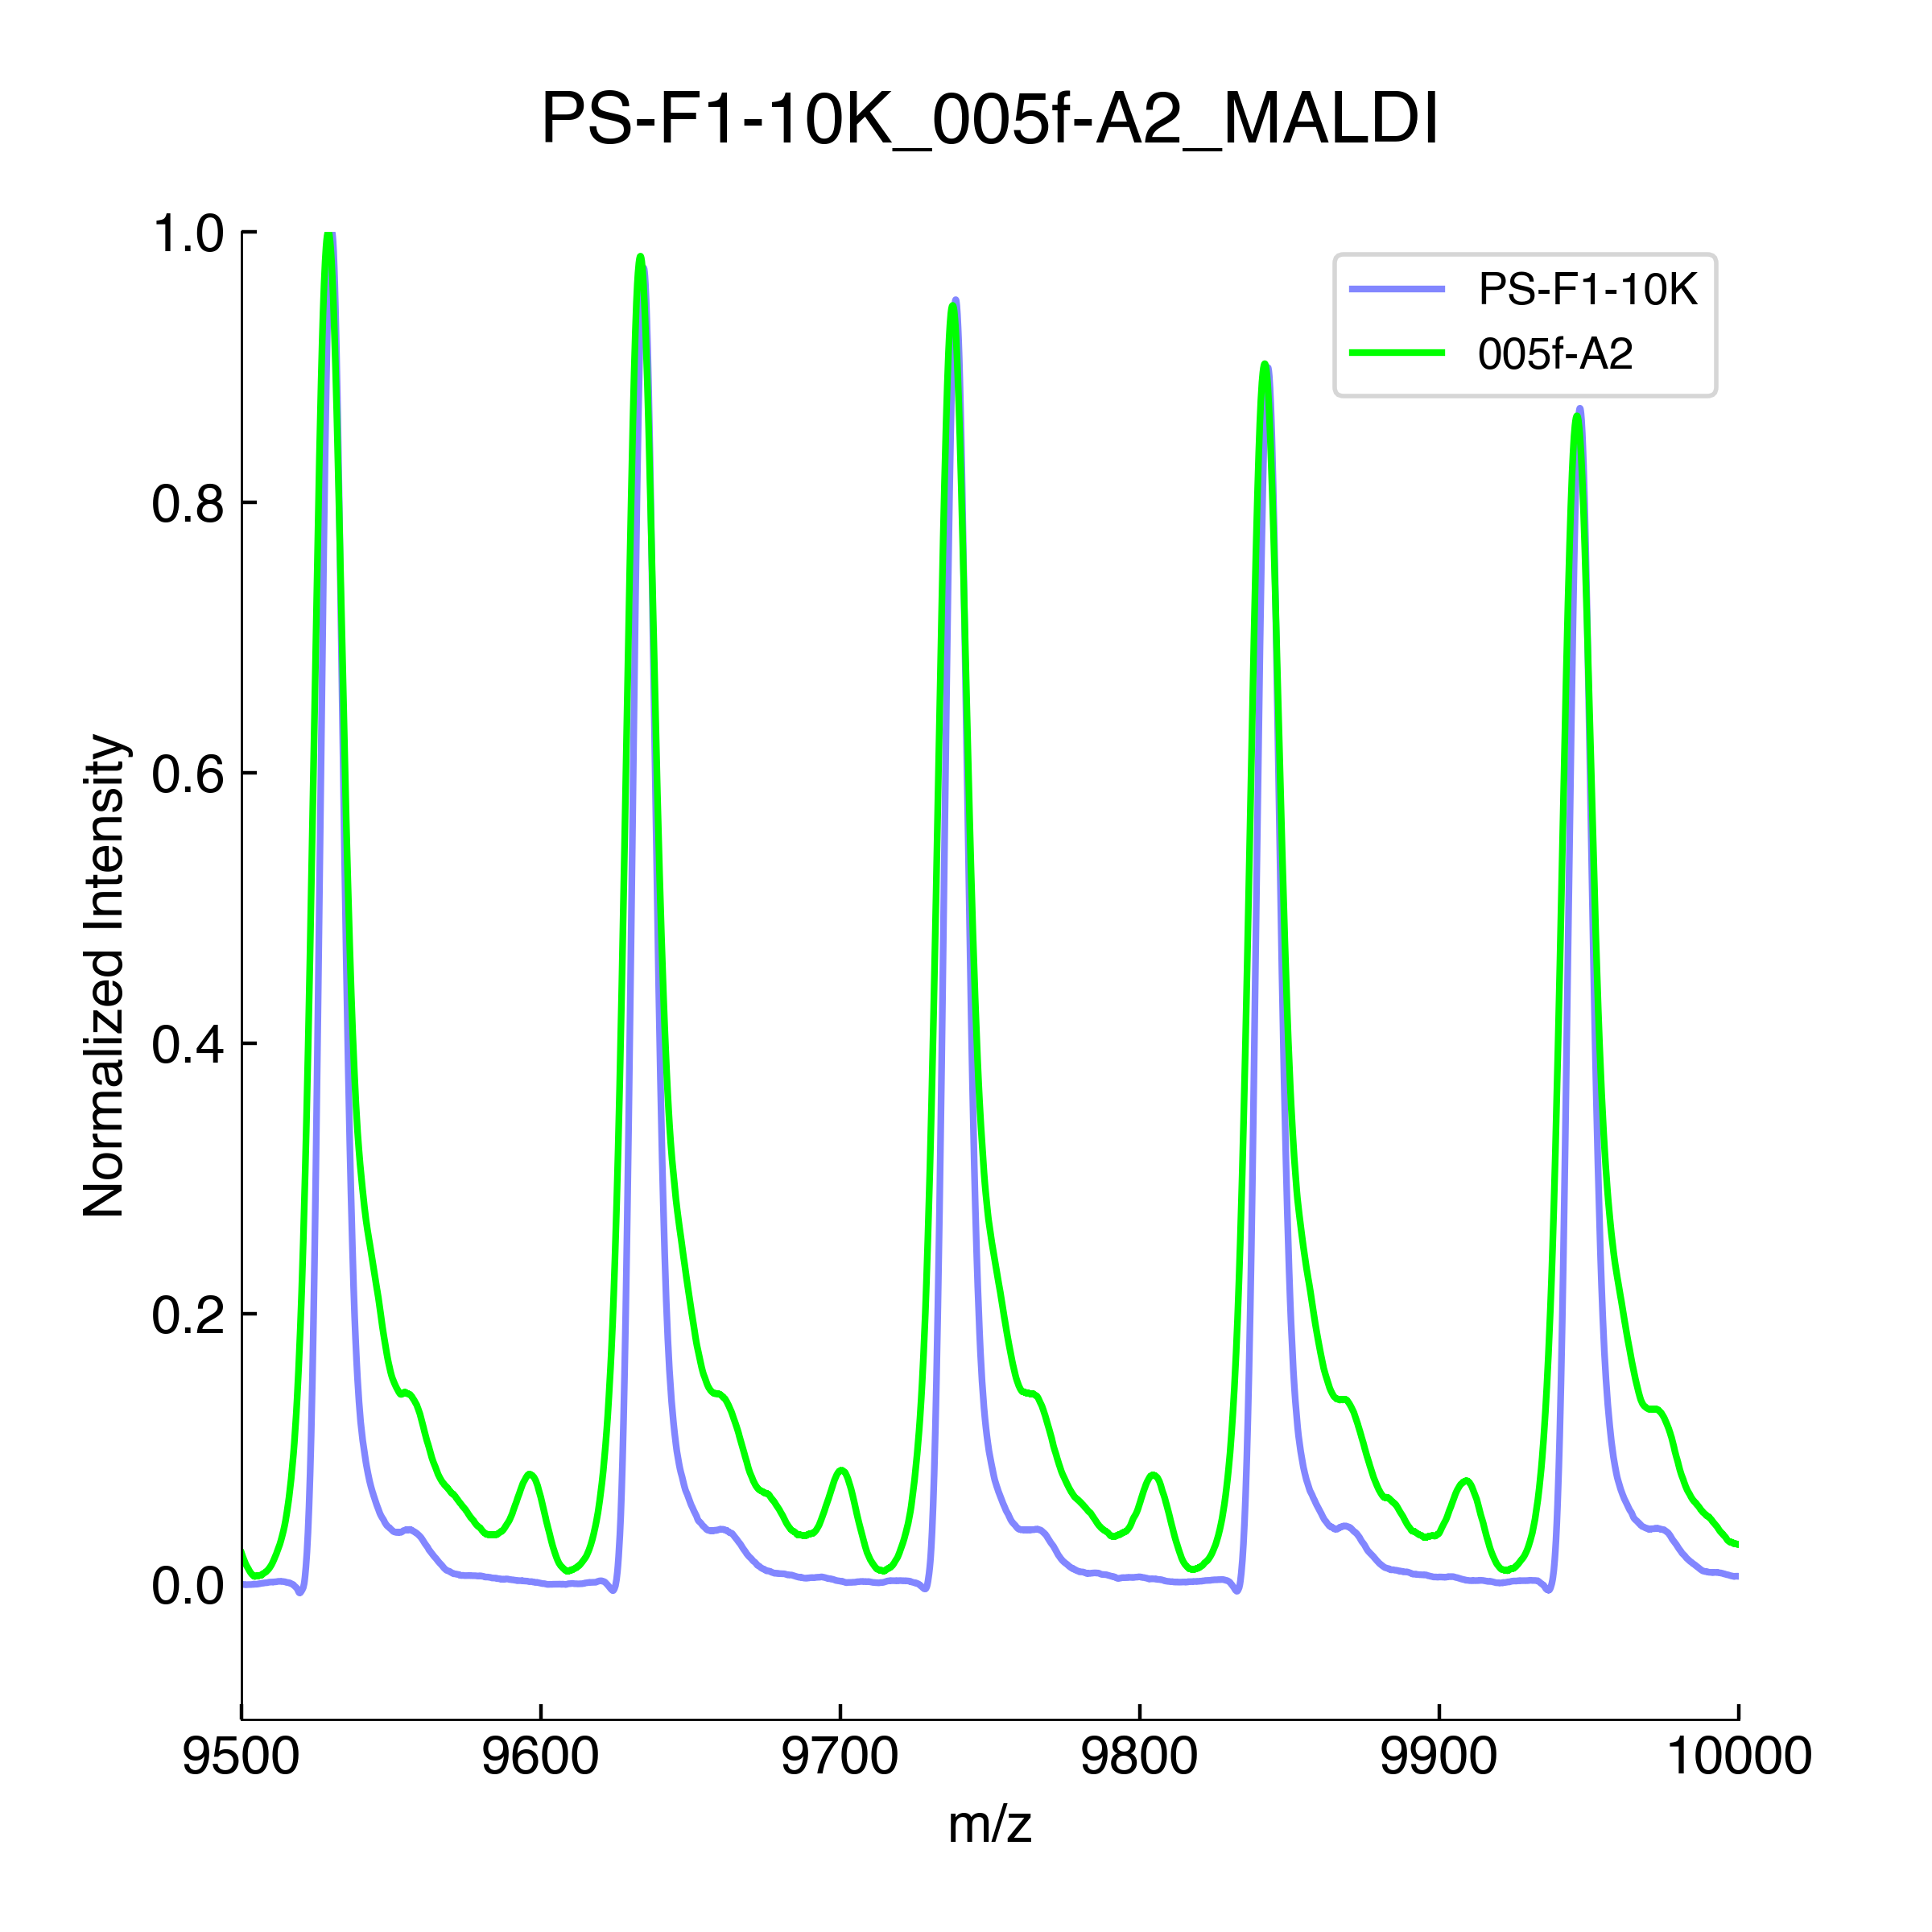 PS-F1-10K_005f-A2_MALDI
1.0
0.8
0.6
0.4
0.2
0.0
Normalized Intensity
PS-F1-10K
005f-A2
9500 9600 9700 9800 9900 10000
m/z